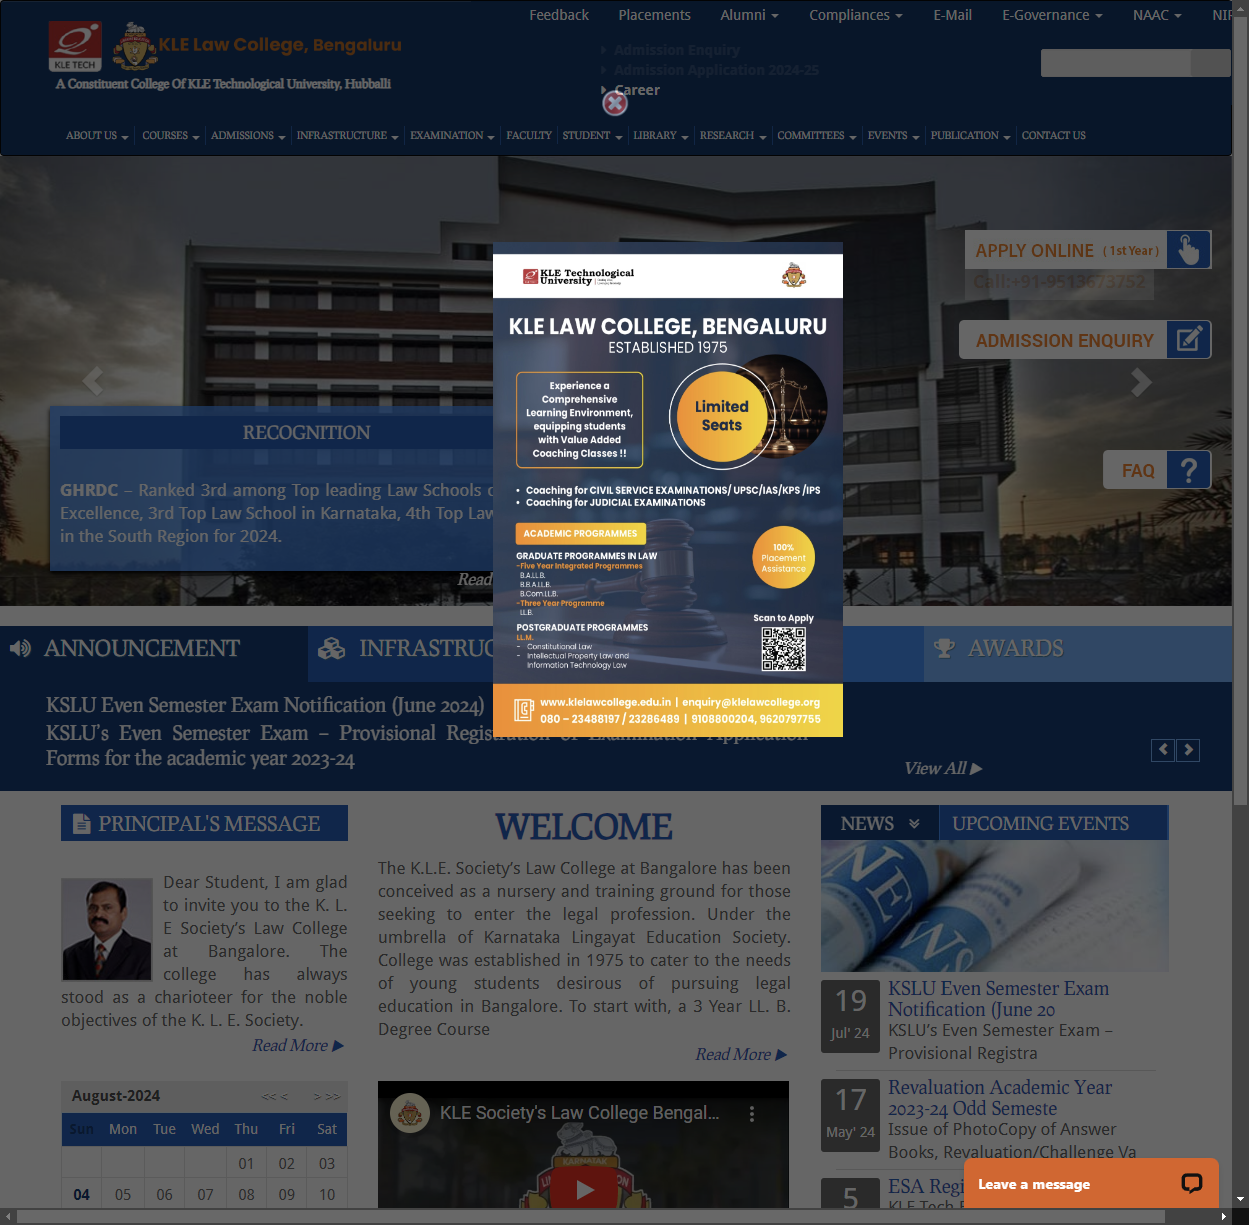 Feedback Placements Alumni Compliances E-Mail E-Governance NAAC
KLE TECH
KLE Law College, Bengaluru
A Constituent College Of KLE Technological University, Hubballi
Admission Enquiry
Admission Application 2024-25
Career
ABOUT US COURSES ADMISSIONS INFRASTRUCTURE EXAMINATION FACULTY STUDENT LIBRARY RESEARCH COMMITTEES EVENTS PUBLICATION CONTACT US
APPLY ONLINE ( 1st Year )
Call:+91-9513673752
ADMISSION ENQUIRY
FAQ
RECOGNITION
GHRDC – Ranked 3rd among Top leading Law Schools
Excellence, 3rd Top Law School in Karnataka, 4th Top Law
in the South Region for 2024.
Read
KLE Technological
University
KLE LAW COLLEGE, BENGALURU
ESTABLISHED 1975
Experience a
Comprehensive
Learning Environment,
equipping students
with Value Added
Coaching Classes !!
Limited
Seats
• Coaching for CIVIL SERVICE EXAMINATIONS/ UPSC/IAS/KPS /IPS
• Coaching for JUDICIAL EXAMINATIONS
ACADEMIC PROGRAMMES
GRADUATE PROGRAMMES IN LAW
-Five Year Integrated Programmes
B.A.LL.B.
B.B.A.LL.B.
B.Com.LL.B.
-Three Year Programme
LL.B.
100%
Placement
Assistance
POSTGRADUATE PROGRAMMES
LL.M.
- Constitutional Law
- Intellectual Property Law and
Information Technology Law
Scan to Apply
www.klelawcollege.edu.in | enquiry@klelawcollege.org
080 – 23488197 / 23286489 | 9108800204, 9620797755
ANNOUNCEMENT
AWARDS
KSLU Even Semester Exam Notification (June 2024)
KSLU's Even Semester Exam – Provisional Registration of Examination Application
Forms for the academic year 2023-24
View All
PRINCIPAL'S MESSAGE
Dear Student, I am glad
to invite you to the K. L.
E Society's Law College
at Bangalore. The
college has always
stood as a charioteer for the noble
objectives of the K. L. E. Society.
Read More
WELCOME
The K.L.E. Society's Law College at Bangalore has been
conceived as a nursery and training ground for those
seeking to enter the legal profession. Under the
umbrella of Karnataka Lingayat Education Society.
College was established in 1975 to cater to the needs
of young students desirous of pursuing legal
education in Bangalore. To start with, a 3 Year LL. B.
Degree Course
Read More
NEWS UPCOMING EVENTS
NEWS
19
Jul' 24
KSLU Even Semester Exam
Notification (June 20
KSLU's Even Semester Exam –
Provisional Registra
17
May' 24
Revaluation Academic Year
2023-24 Odd Semeste
Issue of PhotoCopy of Answer
Books, Revaluation/Challenge Va
5
August-2024 << < > >>
Sun Mon Tue Wed Thu Fri Sat
01 02 03
04 05 06 07 08 09 10
KLE Society's Law College Bengal...
KARNATAK
Leave a message